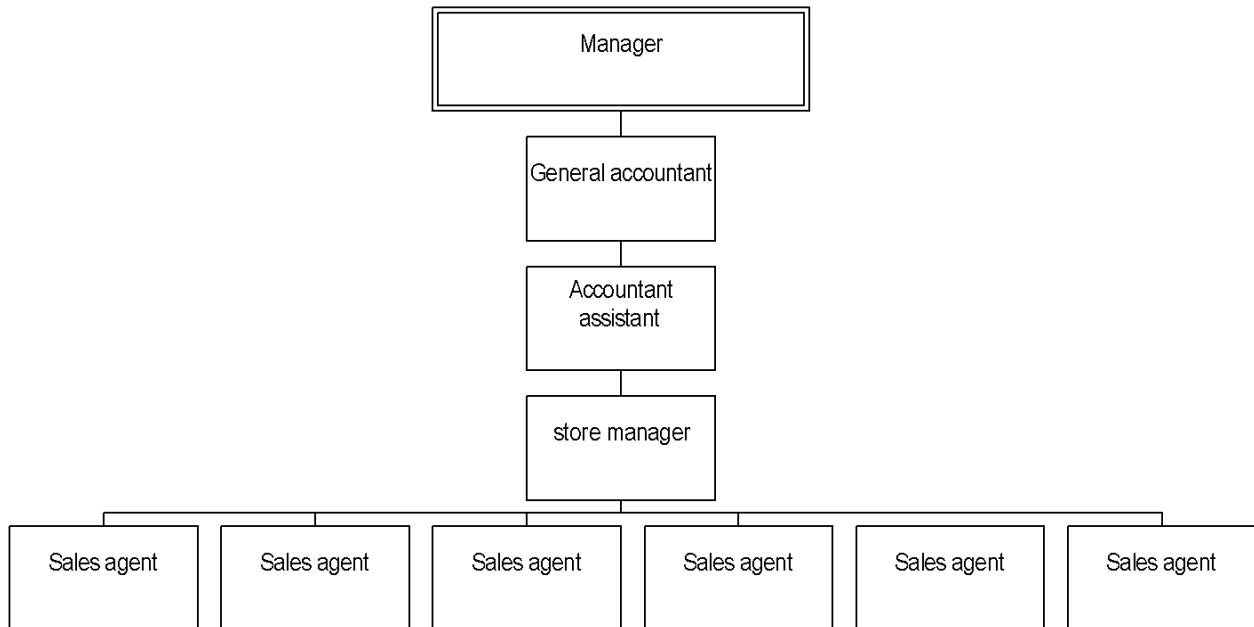 Manager
General accountant
Accountant
assistant
store manager
Sales agent
Sales agent
Sales agent
Sales agent
Sales agent
Sales agent